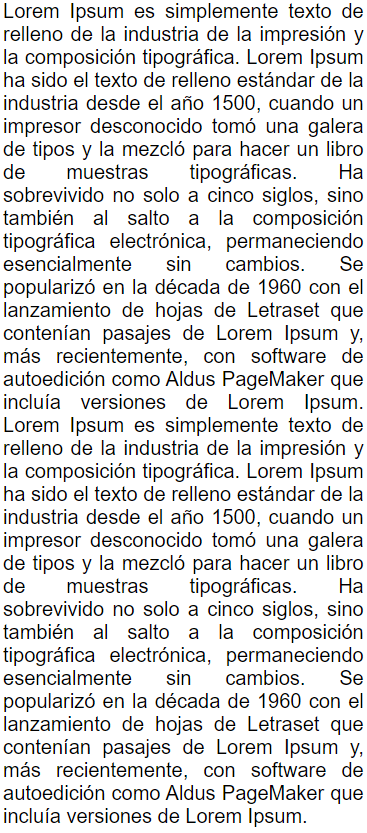 Lorem Ipsum es simplemente texto de
relleno de la industria de la impresión y
la composición tipográfica. Lorem Ipsum
ha sido el texto de relleno estándar de la
industria desde el año 1500, cuando un
impresor desconocido tomó una galera
de tipos y la mezcló para hacer un libro
de muestras tipográficas. Ha
sobrevivido no solo a cinco siglos, sino
también al salto a la composición
tipográfica electrónica, permaneciendo
esencialmente sin cambios. Se
popularizó en la década de 1960 con el
lanzamiento de hojas de Letraset que
contenían pasajes de Lorem Ipsum y,
más recientemente, con software de
autoedición como Aldus PageMaker que
incluía versiones de Lorem Ipsum.
Lorem Ipsum es simplemente texto de
relleno de la industria de la impresión y
la composición tipográfica. Lorem Ipsum
ha sido el texto de relleno estándar de la
industria desde el año 1500, cuando un
impresor desconocido tomó una galera
de tipos y la mezcló para hacer un libro
de muestras tipográficas. Ha
sobrevivido no solo a cinco siglos, sino
también al salto a la composición
tipográfica electrónica, permaneciendo
esencialmente sin cambios. Se
popularizó en la década de 1960 con el
lanzamiento de hojas de Letraset que
contenían pasajes de Lorem Ipsum y,
más recientemente, con software de
autoedición como Aldus PageMaker que
incluía versiones de Lorem Ipsum.